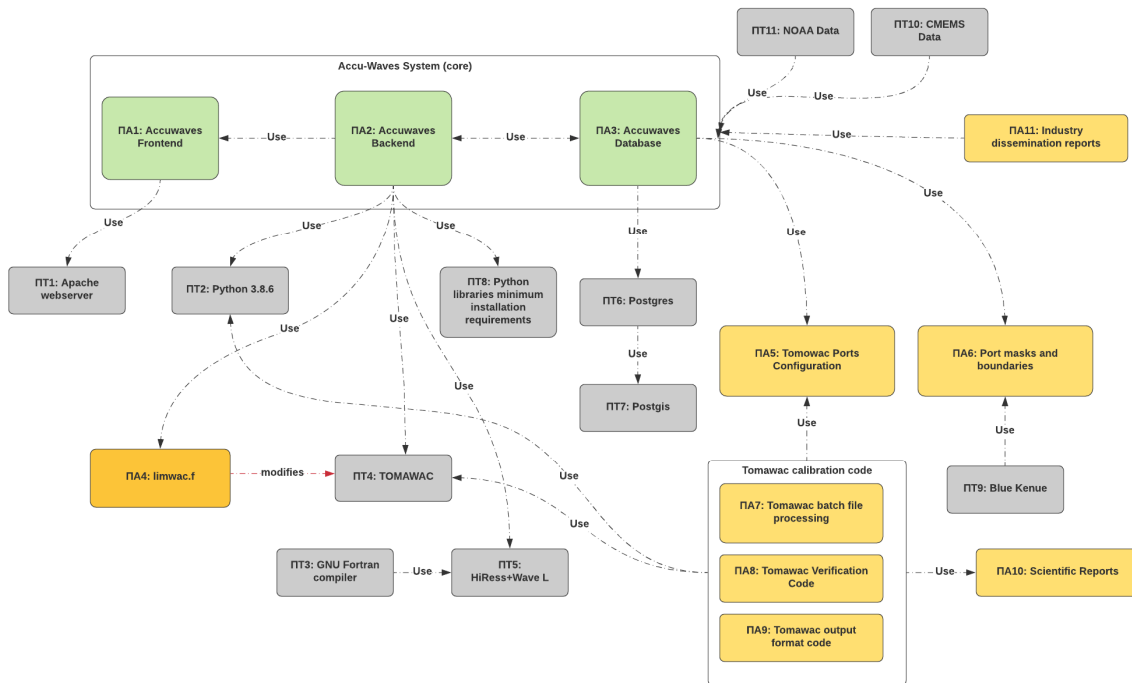 ΠΤ11: NOAA Data
ΠΤ10: CMEMS
Data
Accu-Waves System (core)
Use
Use
ΠΑ1: Accuwaves
Frontend
Use
ΠΑ2: Accuwaves
Backend
Use
ΠΑ3: Accuwaves
Database
Use
ΠΑ11: Industry
dissemination reports
Use
Use
Use
Use
Use
Use
Use
ΠΤ1: Apache
webserver
ΠΤ2: Python 3.8.6
ΠΤ8: Python
libraries minimum
installation
requirements
ΠΤ6: Postgres
Use
Use
Use
Use
ΠΑ5: Tomowac Ports
Configuration
ΠΑ6: Port masks and
boundaries
ΠΤ7: Postgis
Use
Use
ΠΑ4: limwac.f
modifies
ΠΤ4: TOMAWAC
Use
Use
Tomawac calibration code
ΠΑ7: Tomawac batch file
processing
ΠΤ9: Blue Kenue
ΠΤ3: GNU Fortran
compiler
Use
ΠΤ5:
HiRess+Wave L
ΠΑ8: Tomawac Verification
Code
Use
ΠΑ10: Scientific Reports
ΠΑ9: Tomawac output
format code